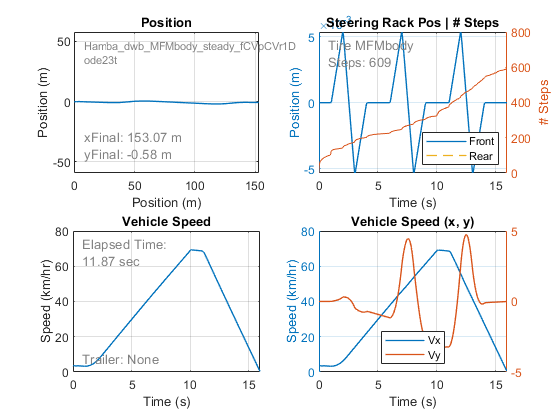 Position
Hamba_dwb_MFMbody_steady_fCVpCVr1D
ode23t
xFinal: 153.07 m
yFinal: -0.58 m
Position (m)
50
0
-50
0
50
100
150
Position (m)
Steering Rack Pos | # Steps
Tire MFMbody
Steps: 609
Position (m)
5
0
-5
# Steps
800
600
400
200
0
Front
Rear
0
5
10
15
Time (s)
Vehicle Speed
Elapsed Time:
11.87 sec
Trailer: None
Speed (km/hr)
80
60
40
20
0
0
5
10
15
Time (s)
Vehicle Speed (x, y)
Speed (km/hr)
80
60
40
20
0
5
0
-5
Vx
Vy
0
5
10
15
Time (s)